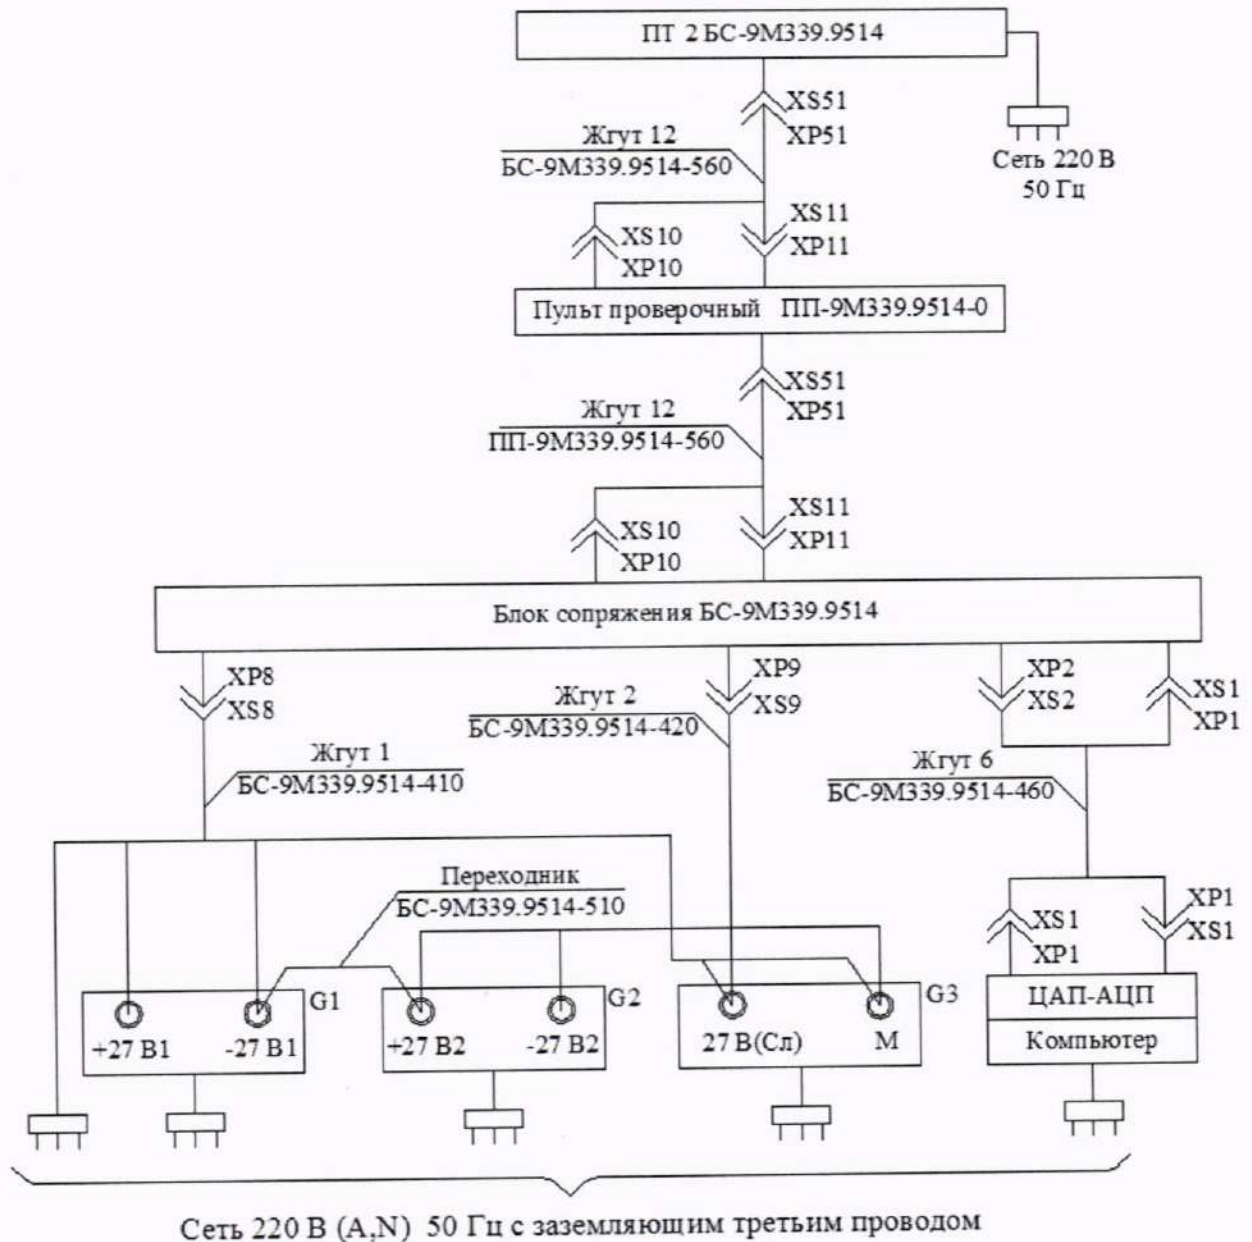 ПТ 2 БС-9М339.9514
XS51
XP51
Сеть 220 В
50 Гц
Жгут 12
БС-9М339.9514-560
XS10
XP10
XS11
XP11
Пульт проверочный ПП-9М339.9514-0
XS51
XP51
Жгут 12
ПП-9М339.9514-560
XS10
XP10
XS11
XP11
Блок сопряжения БС-9М339.9514
XP8
XS8
XP9
XS9
XP2
XS2
XS1
XP1
Жгут 2
БС-9М339.9514-420
Жгут 1
БС-9М339.9514-410
Жгут 6
БС-9М339.9514-460
Переходник
БС-9М339.9514-510
XS1
XP1
XP1
XS1
G1
+27 В1
-27 В1
G2
+27 В2
-27 В2
G3
27 В(Сл)
М
ЦАП-АЦП
Компьютер
Сеть 220 В (А,N) 50 Гц с заземляющим третьим проводом